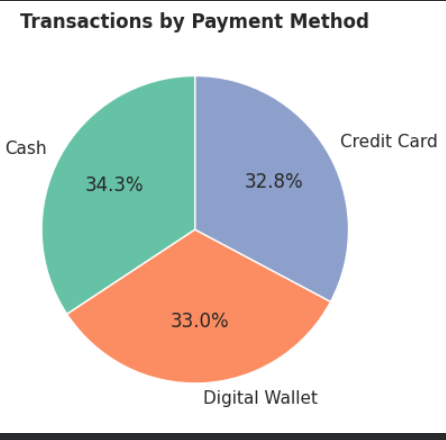 Transactions by Payment Method
Credit Card
Cash
32.8%
34.3%
33.0%
Digital Wallet